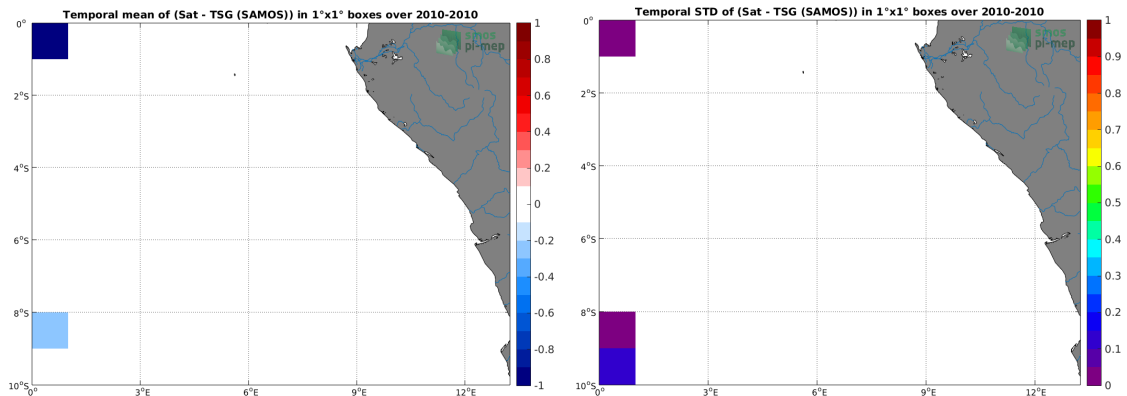 Temporal mean of (Sat - TSG (SAMOS)) in 1°x1° boxes over 2010-2010
0°
2°S
4°S
6°S
8°S
10°S
0°
3°E
6°E
9°E
12°E
1
0.8
0.6
0.4
0.2
0
-0.2
-0.4
-0.6
-0.8
-1
smos
pi-mep
Temporal STD of (Sat - TSG (SAMOS)) in 1°x1° boxes over 2010-2010
0°
2°S
4°S
6°S
8°S
10°S
0°
3°E
6°E
9°E
12°E
1
0.9
0.8
0.7
0.6
0.5
0.4
0.3
0.2
0.1
0
smos
pi-mep